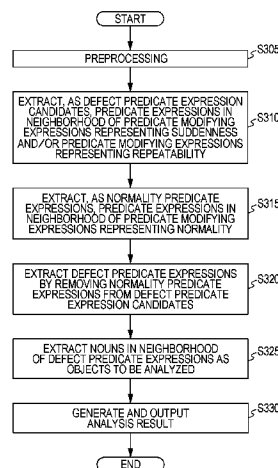 START
PREPROCESSING
S305
EXTRACT, AS DEFECT PREDICATE EXPRESSION
CANDIDATES, PREDICATE EXPRESSIONS IN
NEIGHBORHOOD OF PREDICATE MODIFYING
EXPRESSIONS REPRESENTING SUDDENNESS
AND/OR PREDICATE MODIFYING EXPRESSIONS
REPRESENTING REPEATABILITY
S310
EXTRACT, AS NORMALITY PREDICATE
EXPRESSIONS, PREDICATE EXPRESSIONS IN
NEIGHBORHOOD OF PREDICATE MODIFYING
EXPRESSIONS REPRESENTING NORMALITY
S315
EXTRACT DEFECT PREDICATE EXPRESSIONS
BY REMOVING NORMALITY PREDICATE
EXPRESSIONS FROM DEFECT PREDICATE
EXPRESSION CANDIDATES
S320
EXTRACT NOUNS IN NEIGHBORHOOD
OF DEFECT PREDICATE EXPRESSIONS AS
OBJECTS TO BE ANALYZED
S325
GENERATE AND OUTPUT
ANALYSIS RESULT
S330
END